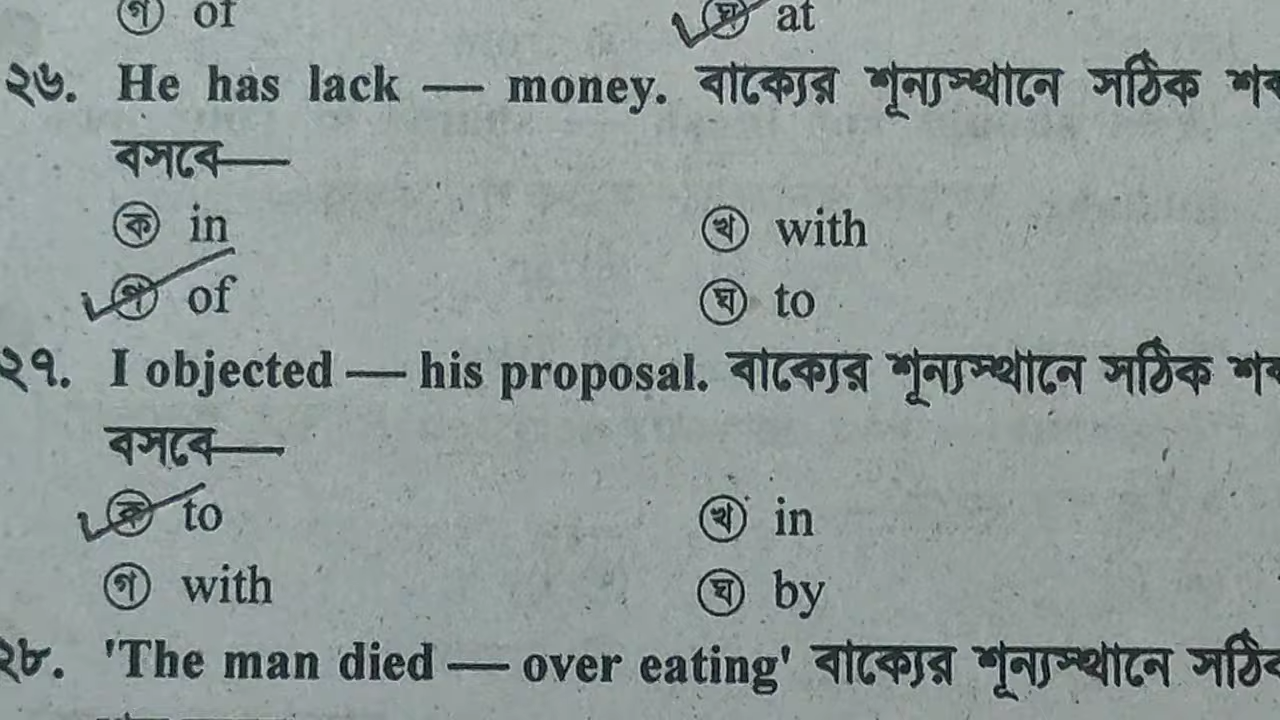 গ of ঘ at
২৬. He has lack — money. বাক্যের শূন্যস্থানে সঠিক
বসবে—
ক in খ with
গ of ঘ to
২৭. I objected — his proposal. বাক্যের শূন্যস্থানে সঠিক
বসবে—
ক to খ in
গ with ঘ by
২৮. 'The man died — over eating' বাক্যের শূন্যস্থানে